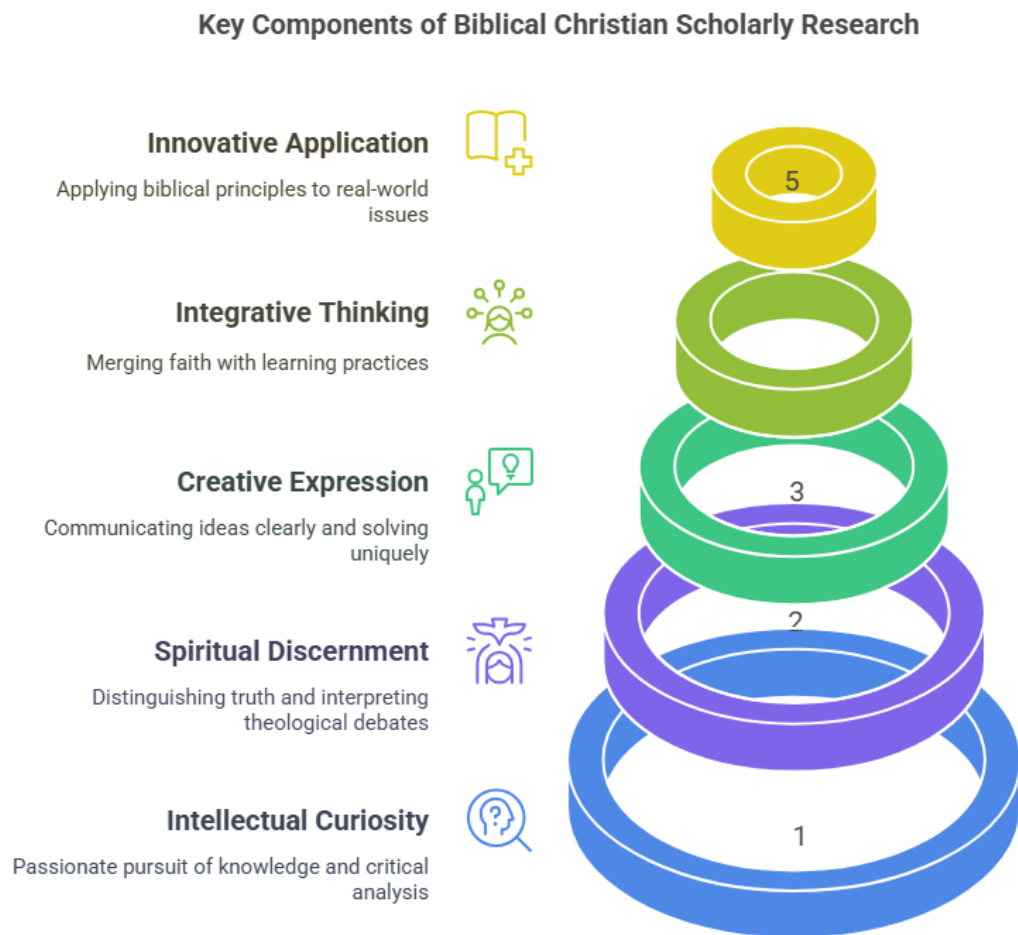 Key Components of Biblical Christian Scholarly Research
Innovative Application
Applying biblical principles to real-world
issues
5
Integrative Thinking
Merging faith with learning practices
Creative Expression
Communicating ideas clearly and solving
uniquely
3
Spiritual Discernment
Distinguishing truth and interpreting
theological debates
2
Intellectual Curiosity
Passionate pursuit of knowledge and critical
analysis
1
?